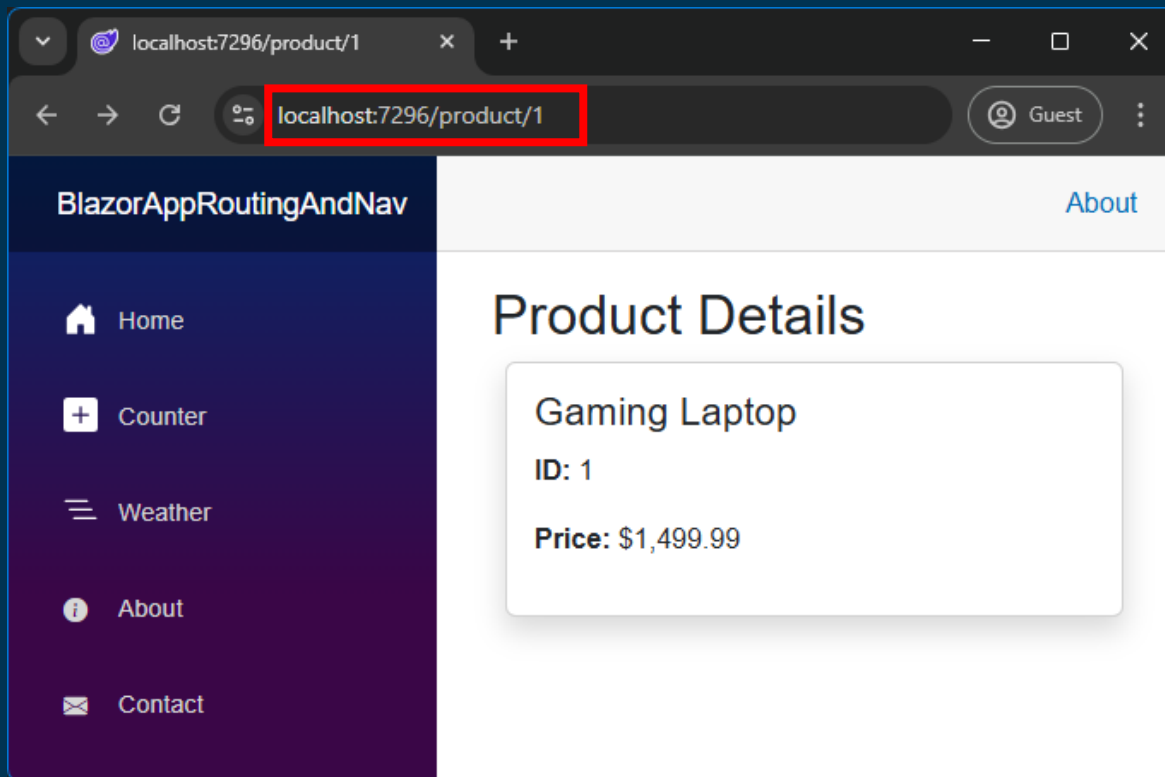 localhost:7296/product/1
localhost:7296/product/1
Guest
BlazorAppRoutingAndNav
About
Home
Counter
Weather
About
Contact
Product Details
Gaming Laptop
ID: 1
Price: $1,499.99